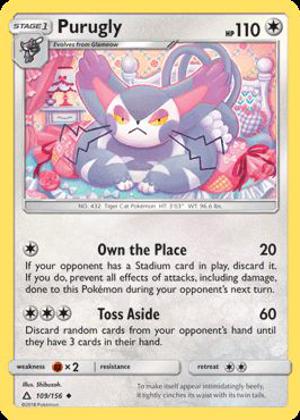 STAGE 1
Purugly
HP 110
Evolves from Glameow
NO. 432 Tiger Cat Pokémon HT: 3'03" WT: 96.6 lbs.
Own the Place 20
If your opponent has a Stadium card in play, discard it.
If you do, prevent all effects of attacks, including damage,
done to this Pokémon during your opponent's next turn.
Toss Aside 60
Discard random cards from your opponent's hand until
they have 3 cards in their hand.
weakness × 2 resistance retreat
Illus. Shibuzoh.
109/156
©2018 Pokémon
To make itself appear intimidatingly beefy,
it tightly cinches its waist with its twin tails.